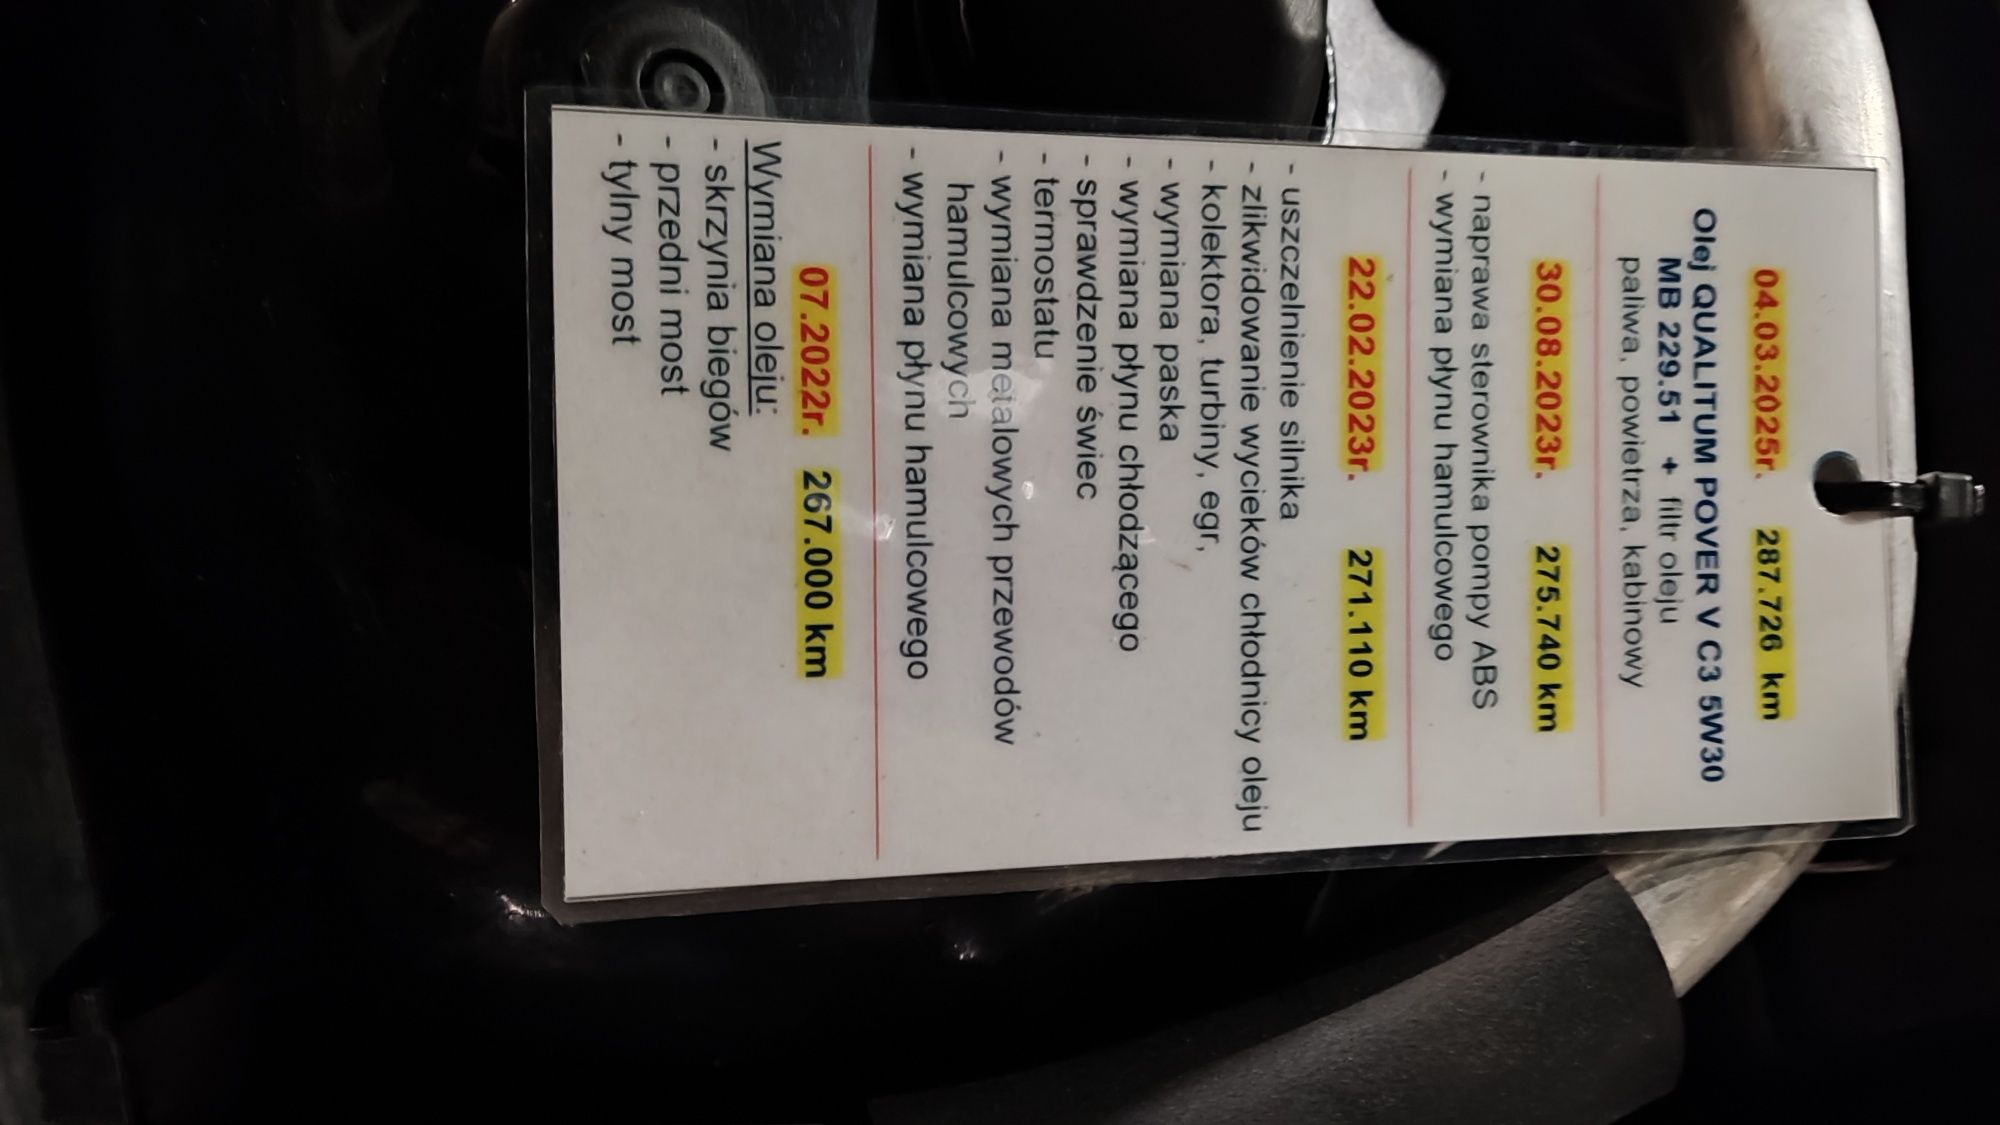 04.03.2025r. 287.726 km
Olej QUALITUM POVER V C3 5W30
MB 229.51 + filtr oleju
paliwa, powietrza, kabinowy
30.08.2023r. 275.740 km
- naprawa sterownika pompy ABS
- wymiana płynu hamulcowego
22.02.2023r. 271.110 km
- uszczelnienie silnika
- zlikwidowanie wycieków chłodnicy oleju
- kolektora, turbiny, egr,
- wymiana paska
- wymiana płynu chłodzącego
- sprawdzenie świec
- termostatu
- wymiana metalowych przewodów
hamulcowych
- wymiana płynu hamulcowego
07.2022r. 267.000 km
Wymiana oleju:
- skrzynia biegów
- przedni most
- tylny most